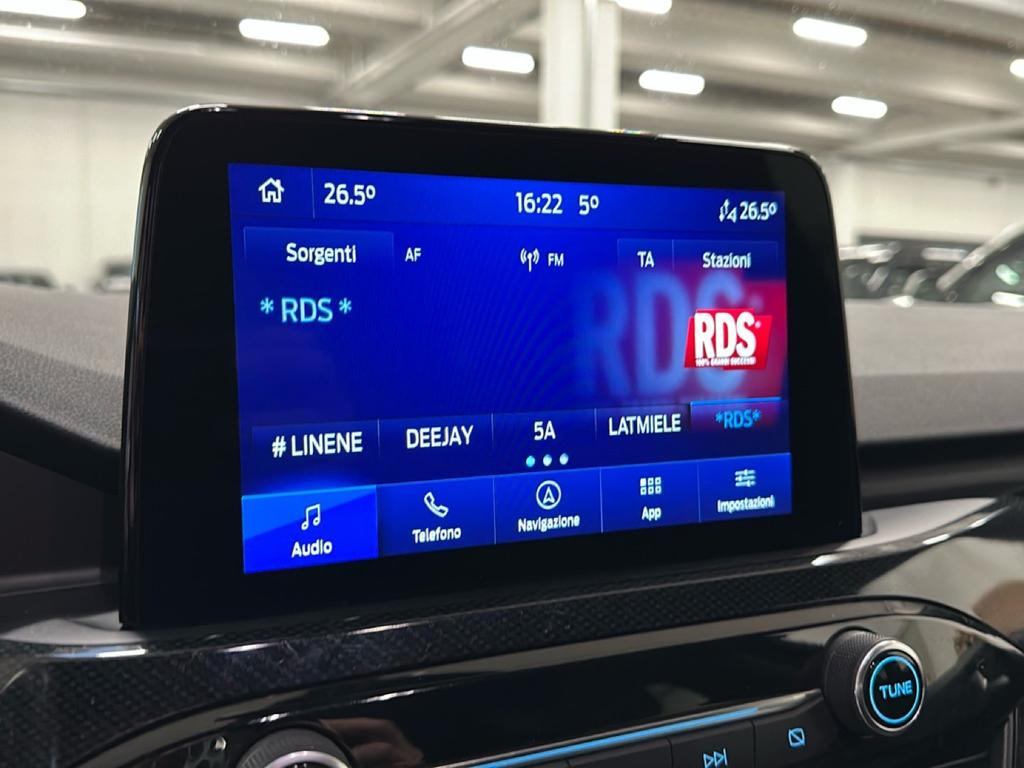 26.5° 16:22 5° 26.5°
Sorgenti AF FM TA Stazioni
*RDS*
RDS
RDS
100% GRANDI SUCCESSI
# LINENE DEEJAY 5A LATMIELE *RDS*
Audio Telefono Navigazione App Impostazioni
TUNE